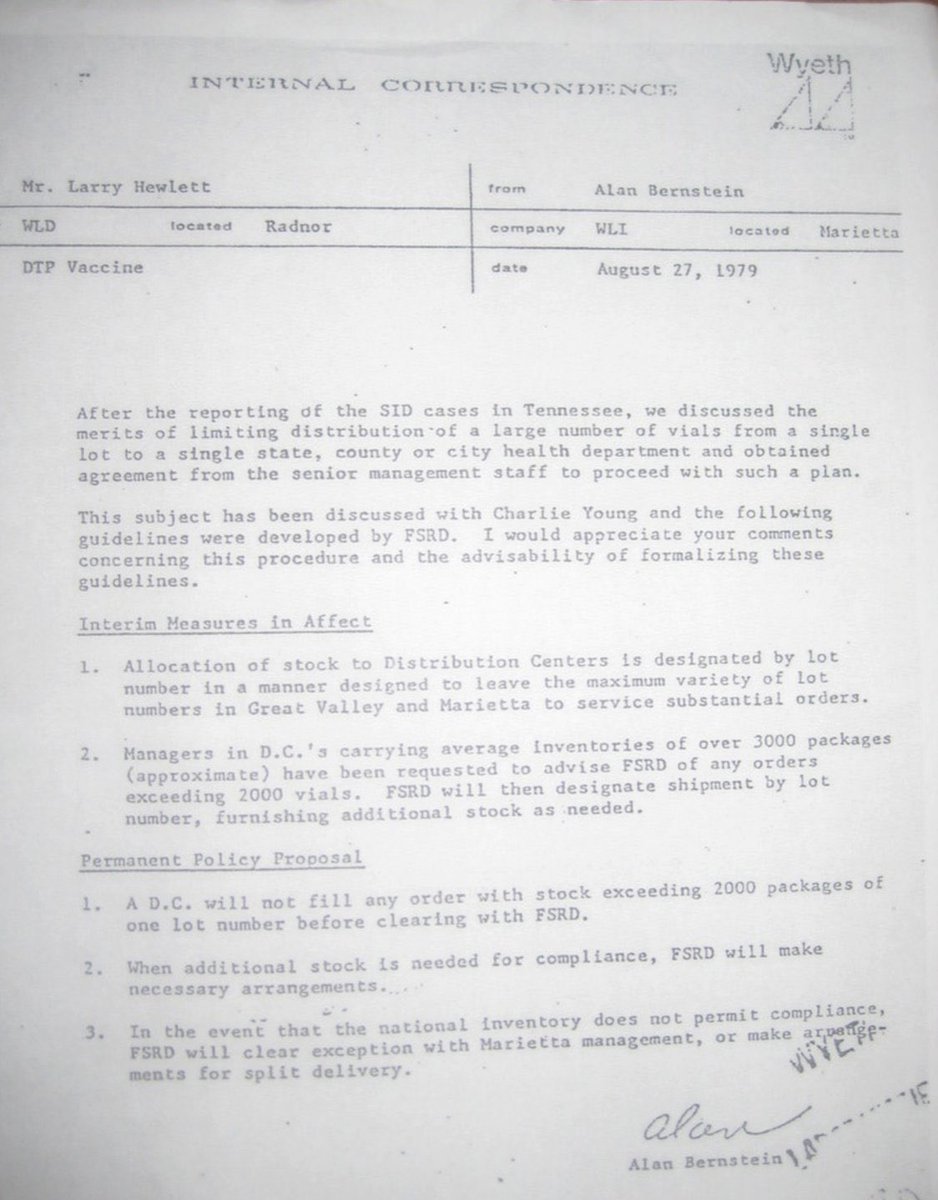 INTERNAL CORRESPONDENCE
Wyeth
Mr. Larry Hewlett from Alan Bernstein
WLD located Radnor company WLI located Marietta
DTP Vaccine date August 27, 1979
After the reporting of the SID cases in Tennessee, we discussed the
merits of limiting distribution of a large number of vials from a single
lot to a single state, county or city health department and obtained
agreement from the senior management staff to proceed with such a plan.
This subject has been discussed with Charlie Young and the following
guidelines were developed by FSRD. I would appreciate your comments
concerning this procedure and the advisability of formalizing these
guidelines.
Interim Measures in Affect
1. Allocation of stock to Distribution Centers is designated by lot
number in a manner designed to leave the maximum variety of lot
numbers in Great Valley and Marietta to service substantial orders.
2. Managers in D.C.'s carrying average inventories of over 3000 packages
(approximate) have been requested to advise FSRD of any orders
exceeding 2000 vials. FSRD will then designate shipment by lot
number, furnishing additional stock as needed.
Permanent Policy Proposal
1. A D.C. will not fill any order with stock exceeding 2000 packages of
one lot number before clearing with FSRD.
2. When additional stock is needed for compliance, FSRD will make
necessary arrangements.
3. In the event that the national inventory does not permit compliance,
FSRD will clear exception with Marietta management, or make arrange-
ments for split delivery.
Alan
Alan Bernstein